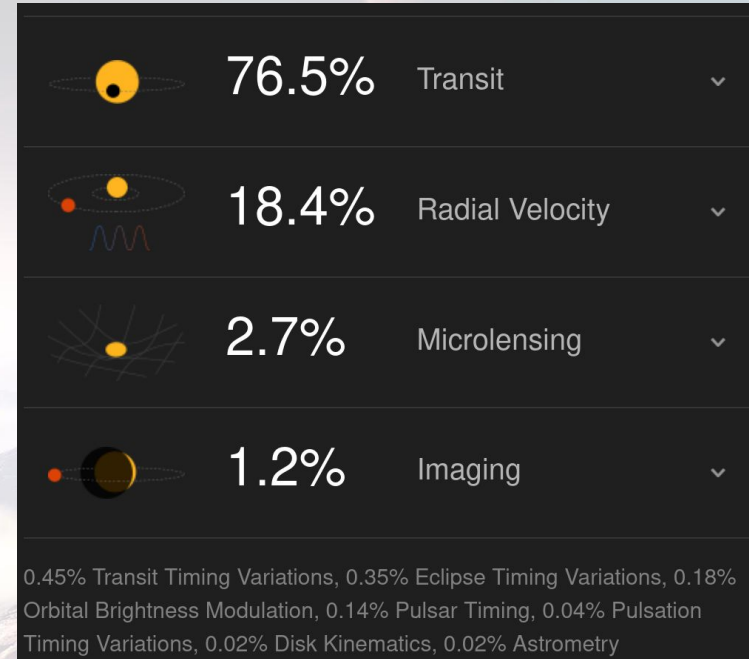 76.5% Transit
18.4% Radial Velocity
2.7% Microlensing
1.2% Imaging
0.45% Transit Timing Variations, 0.35% Eclipse Timing Variations, 0.18%
Orbital Brightness Modulation, 0.14% Pulsar Timing, 0.04% Pulsation
Timing Variations, 0.02% Disk Kinematics, 0.02% Astrometry